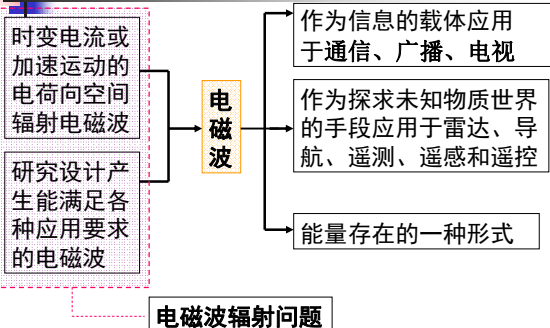 时变电流或
加速运动的
电荷向空间
辐射电磁波
研究设计产
生能满足各
种应用要求
的电磁波
电
磁
波
作为信息的载体应用
于通信、广播、电视
作为探求未知物质世界
的手段应用于雷达、导
航、遥测、遥感和遥控
能量存在的一种形式
电磁波辐射问题